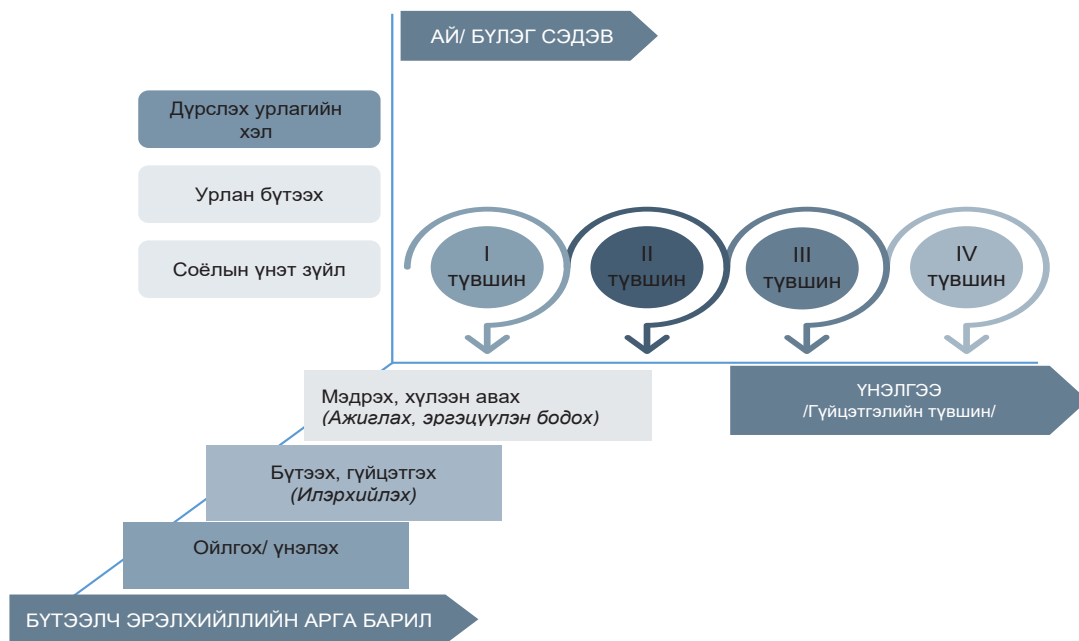 АЙ/ БҮЛЭГ СЭДЭВ
Дүрслэх урлагийн
хэл
Урлан бүтээх
Соёлын үнэт зүйл
I
түвшин
II
түвшин
III
түвшин
IV
түвшин
Мэдрэх, хүлээн авах
(Ажиглах, эргэцүүлэн бодох)
ҮНЭЛГЭЭ
/Гүйцэтгэлийн түвшин/
Бүтээх, гүйцэтгэх
(Илэрхийлэх)
Ойлгох/ үнэлэх
БҮТЭЭЛЧ ЭРЭЛХИЙЛЛИЙН АРГА БАРИЛ